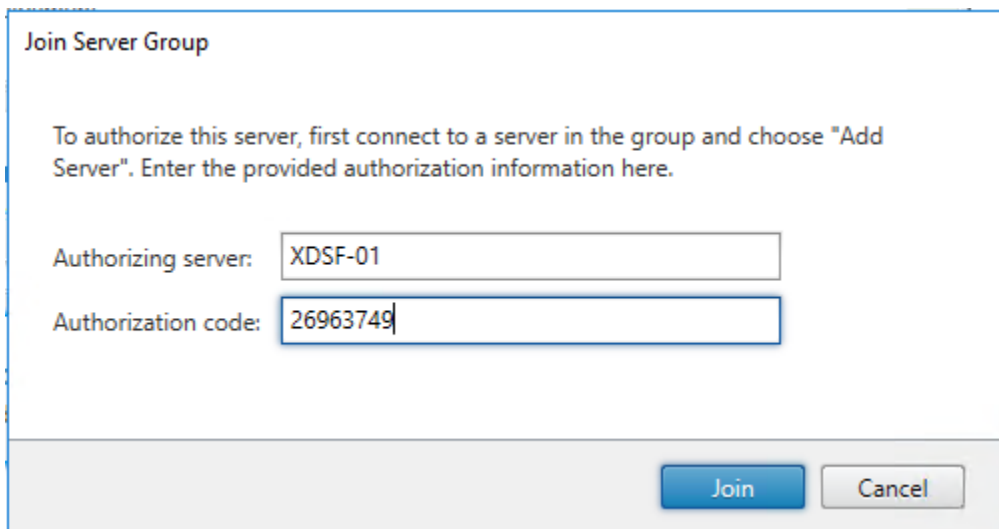 Join Server Group
To authorize this server, first connect to a server in the group and choose "Add
Server". Enter the provided authorization information here.
Authorizing server: XDSF-01
Authorization code: 26963749
Join Cancel